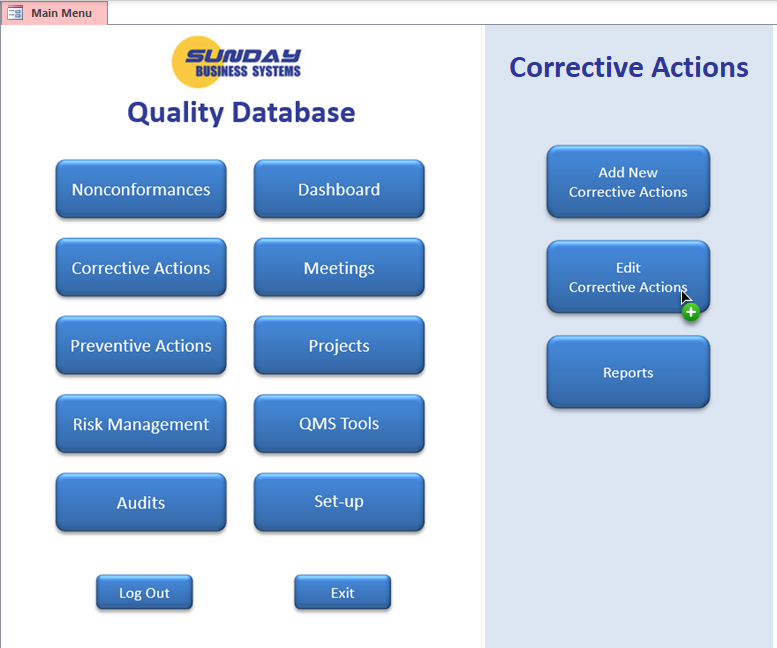 Main Menu
SUNDAY
BUSINESS SYSTEMS
Quality Database
Nonconformances
Dashboard
Corrective Actions
Meetings
Preventive Actions
Projects
Risk Management
QMS Tools
Audits
Set-up
Log Out
Exit
Corrective Actions
Add New
Corrective Actions
Edit
Corrective Actions
Reports